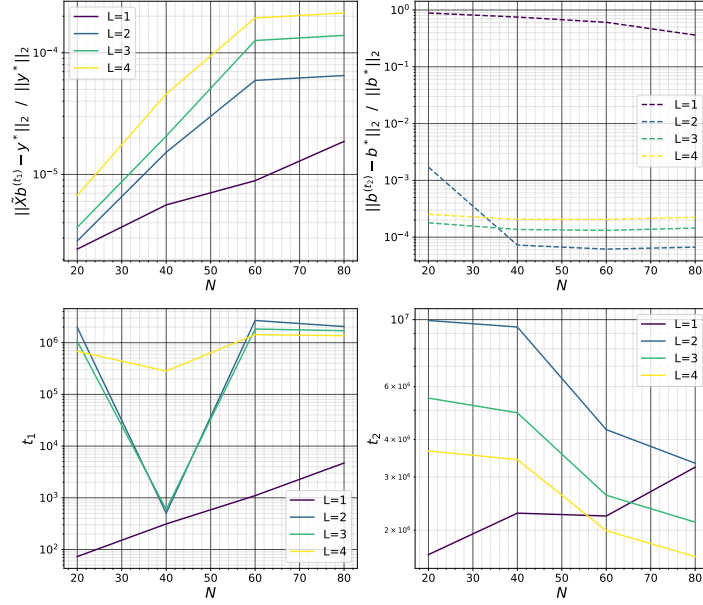 ||X̃b^(t₁) − y*||₂ / ||y*||₂
10⁻⁴
10⁻⁵
L=1
L=2
L=3
L=4
20 30 40 50 60 70 80
N
||b^(t₂) − b*||₂ / ||b*||₂
10⁰
10⁻¹
10⁻²
10⁻³
10⁻⁴
L=1
L=2
L=3
L=4
20 30 40 50 60 70 80
N
t₁
10⁶
10⁵
10⁴
10³
10²
L=1
L=2
L=3
L=4
20 30 40 50 60 70 80
N
t₂
10⁷
6 × 10⁶
4 × 10⁶
3 × 10⁶
2 × 10⁶
L=1
L=2
L=3
L=4
20 30 40 50 60 70 80
N